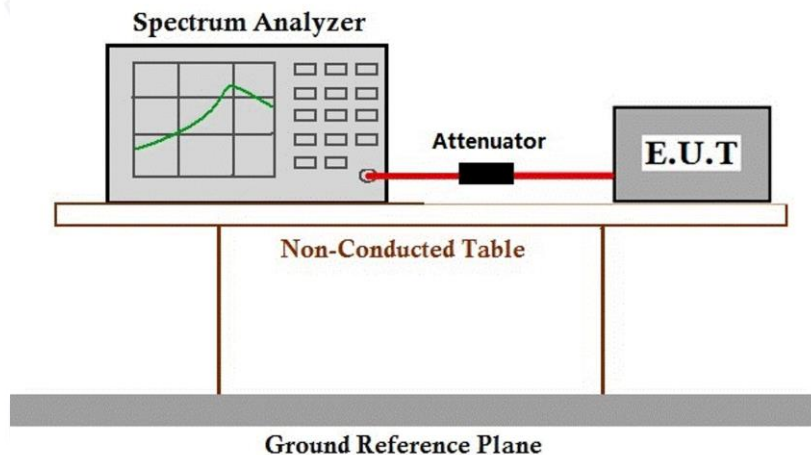 Spectrum Analyzer
Attenuator
E.U.T
Non-Conducted Table
Ground Reference Plane